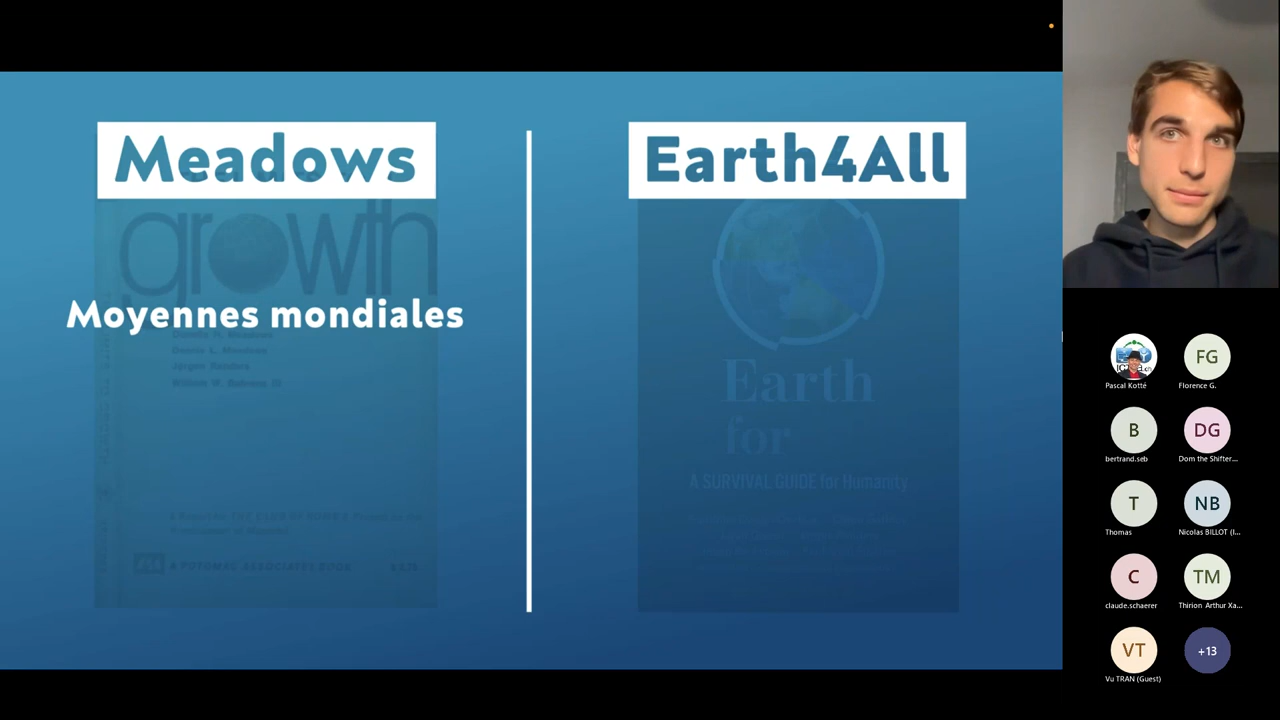 Meadows
Earth4All
growth
Moyennes mondiales
Earth
for
A SURVIVAL GUIDE for Humanity
A POTOMAC ASSOCIATES BOOK
Pascal Kotté
FG
Florence G.
B
bertrand.seb
DG
Dom the Shifter...
T
Thomas
NB
Nicolas BILLOT (I...
C
claude.schaerer
TM
Thirion Arthur Xa...
VT
Vu TRAN (Guest)
+13